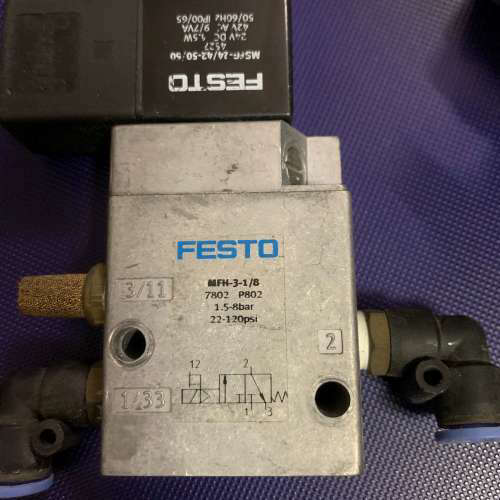 MSFG-24/42-50/60
4527
24V DC 4.5W
42V AC 9/7VA
50/60Hz IP00/65
FESTO
FESTO
MFH-3-1/8
7802 P802
1.5-8bar
22-120psi
3/11
2
1/33
12
2
1
3